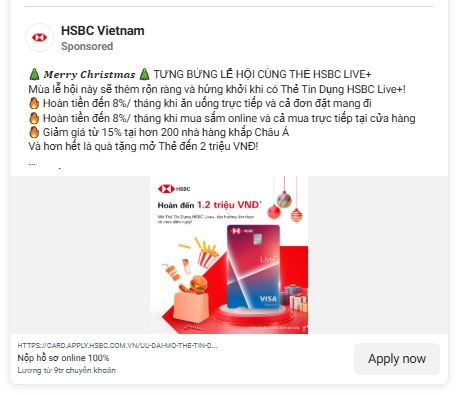 HSBC Vietnam
Sponsored
🎄 𝑴𝒆𝒓𝒓𝒚 𝑪𝒉𝒓𝒊𝒔𝒕𝒎𝒂𝒔 🎄 TƯNG BỪNG LỄ HỘI CÙNG THẺ HSBC LIVE+
Mùa lễ hội này sẽ thêm rộn ràng và hứng khởi khi có Thẻ Tín Dụng HSBC Live+!
🔥 Hoàn tiền đến 8%/ tháng khi ăn uống trực tiếp và cả đơn đặt mang đi
🔥 Hoàn tiền đến 8%/ tháng khi mua sắm online và cả mua trực tiếp tại cửa hàng
🔥 Giảm giá từ 15% tại hơn 200 nhà hàng khắp Châu Á
Và hơn hết là quà tặng mở Thẻ đến 2 triệu VNĐ!
...
HSBC
Hoàn đến 1.2 triệu VND*
Mở Thẻ Tín Dụng HSBC Live+, tận hưởng ẩm thực
và mua sắm ngay!
Live+
VISA
HTTPS://CARD.APPLY.HSBC.COM.VN/UU-DAI-MO-THE-TIN-D...
Nộp hồ sơ online 100%
Lương từ 9tr chuyển khoản
Apply now